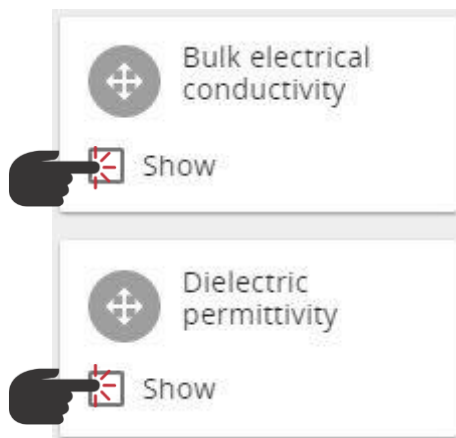 Bulk electrical
conductivity
Show
Dielectric
permittivity
Show